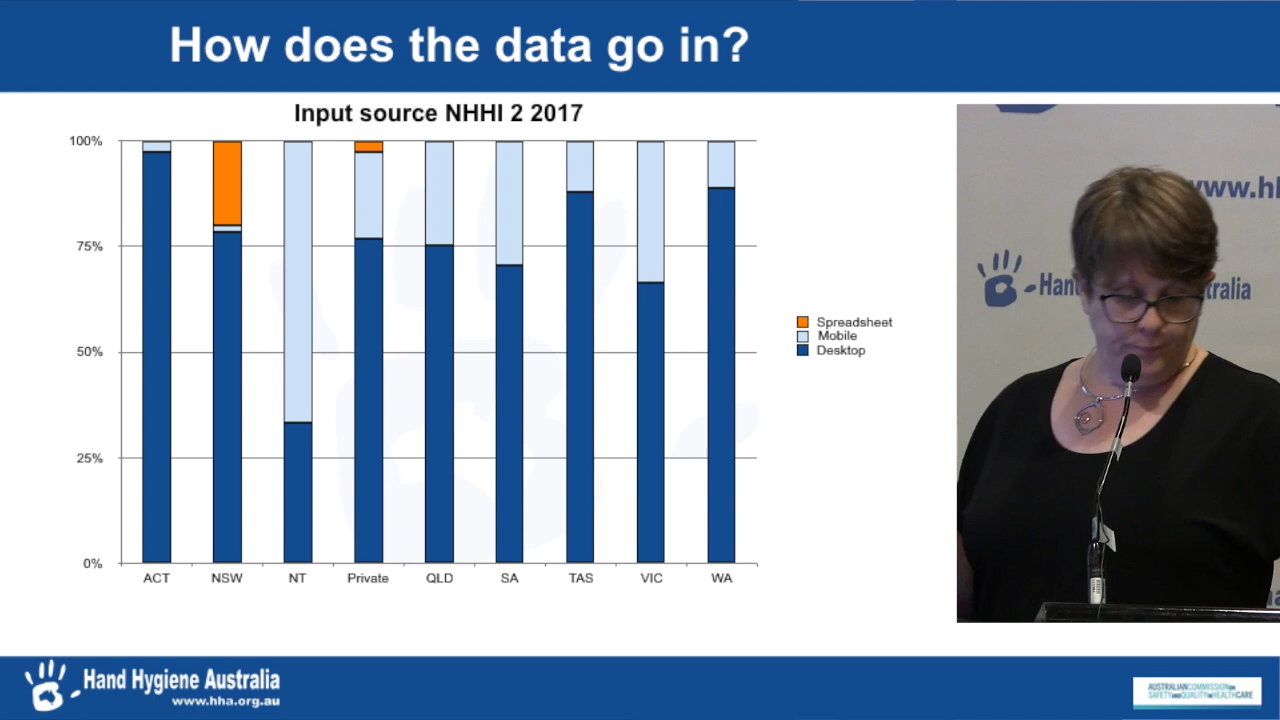 How does the data go in?
Input source NHHI 2 2017
100%
75%
50%
25%
0%
ACT NSW NT Private QLD SA TAS VIC WA
Spreadsheet
Mobile
Desktop
Hand Hygiene Australia
www.hha.org.au
AUSTRALIAN COMMISSION ON
SAFETY AND QUALITY IN HEALTH CARE